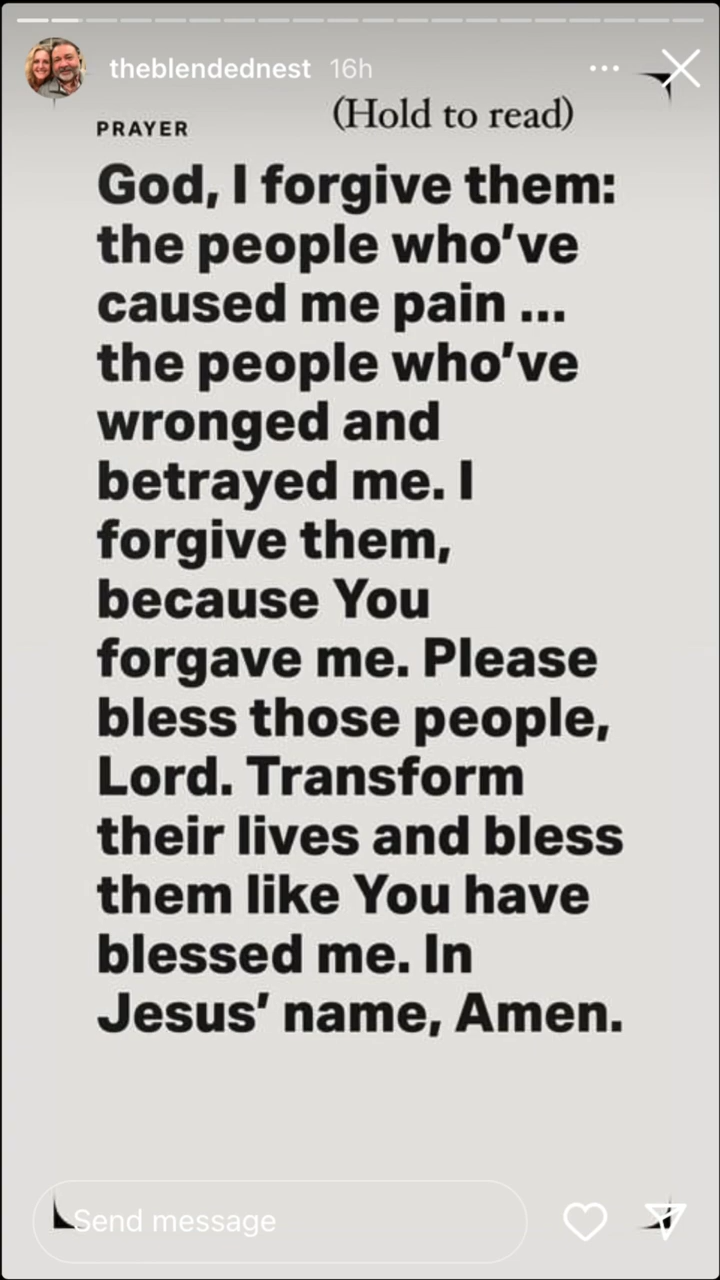 theblendednest 16h
(Hold to read)
PRAYER
God, I forgive them:
the people who’ve
caused me pain ...
the people who’ve
wronged and
betrayed me. I
forgive them,
because You
forgave me. Please
bless those people,
Lord. Transform
their lives and bless
them like You have
blessed me. In
Jesus’ name, Amen.
Send message